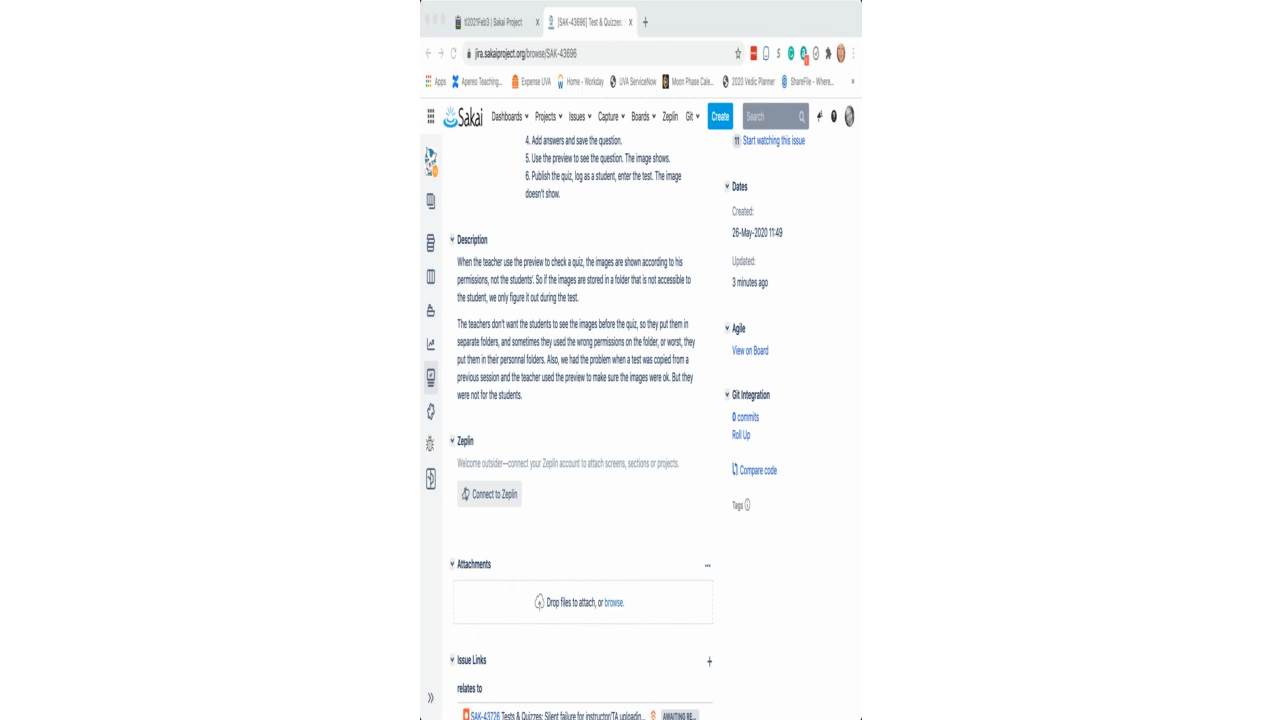 tl2021Feb3 | Sakai Project
[SAK-43696] Test & Quizzes:
jira.sakaiproject.org/browse/SAK-43696
Apps
Apereo Teaching...
Expense UVA
Home - Workday
UVA ServiceNow
Moon Phase Cale...
2020 Vedic Planner
ShareFile - Where...
Sakai
Dashboards
Projects
Issues
Capture
Boards
Zeplin
Git
Create
Search
4. Add answers and save the question.
5. Use the preview to see the question. The image shows.
6. Publish the quiz, log as a student, enter the test. The image
doesn't show.
Description
When the teacher use the preview to check a quiz, the images are shown according to his
permissions, not the students'. So if the images are stored in a folder that is not accessible to
the student, we only figure it out during the test.
The teachers don't want the students to see the images before the quiz, so they put them in
separate folders, and sometimes they used the wrong permissions on the folder, or worst, they
put them in their personnal folders. Also, we had the problem when a test was copied from a
previous session and the teacher used the preview to make sure the images were ok. But they
were not for the students.
Zeplin
Welcome outsider—connect your Zeplin account to attach screens, sections or projects.
Connect to Zeplin
Attachments
Drop files to attach, or browse.
Issue Links
relates to
SAK-43726 Tests & Quizzes: Silent failure for instructor/TA uploadin...
AWAITING RE...
11 Start watching this issue
Dates
Created:
26-May-2020 11:49
Updated:
3 minutes ago
Agile
View on Board
Git Integration
0 commits
Roll Up
Compare code
Tags